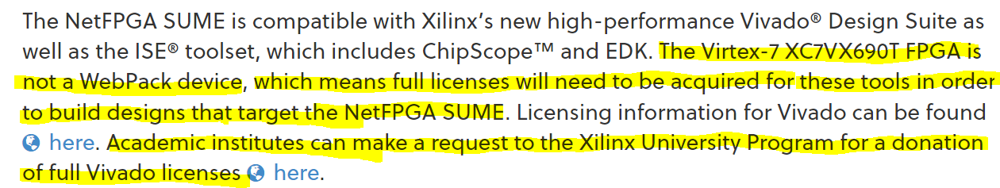 The NetFPGA SUME is compatible with Xilinx's new high-performance Vivado® Design Suite as
well as the ISE® toolset, which includes ChipScope™ and EDK. The Virtex-7 XC7VX690T FPGA is
not a WebPack device, which means full licenses will need to be acquired for these tools in order
to build designs that target the NetFPGA SUME. Licensing information for Vivado can be found
here. Academic institutes can make a request to the Xilinx University Program for a donation
of full Vivado licenses here.